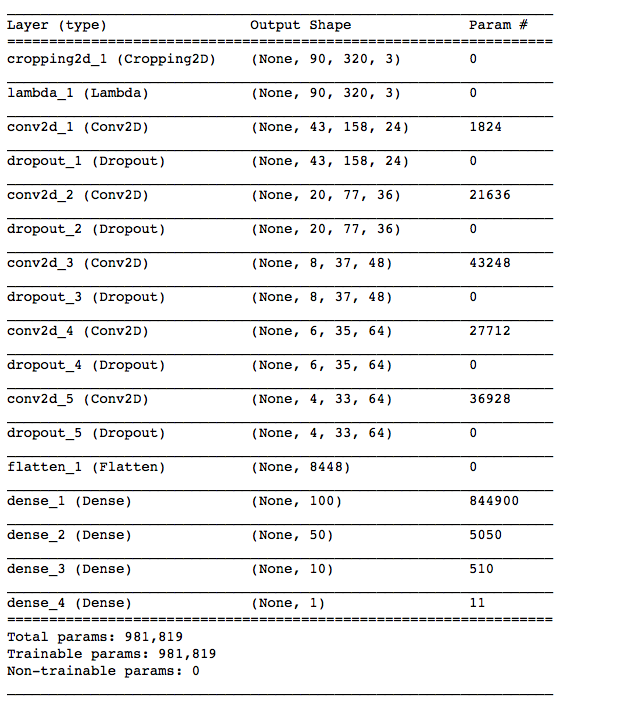 Layer (type) Output Shape Param #
cropping2d_1 (Cropping2D) (None, 90, 320, 3) 0
lambda_1 (Lambda) (None, 90, 320, 3) 0
conv2d_1 (Conv2D) (None, 43, 158, 24) 1824
dropout_1 (Dropout) (None, 43, 158, 24) 0
conv2d_2 (Conv2D) (None, 20, 77, 36) 21636
dropout_2 (Dropout) (None, 20, 77, 36) 0
conv2d_3 (Conv2D) (None, 8, 37, 48) 43248
dropout_3 (Dropout) (None, 8, 37, 48) 0
conv2d_4 (Conv2D) (None, 6, 35, 64) 27712
dropout_4 (Dropout) (None, 6, 35, 64) 0
conv2d_5 (Conv2D) (None, 4, 33, 64) 36928
dropout_5 (Dropout) (None, 4, 33, 64) 0
flatten_1 (Flatten) (None, 8448) 0
dense_1 (Dense) (None, 100) 844900
dense_2 (Dense) (None, 50) 5050
dense_3 (Dense) (None, 10) 510
dense_4 (Dense) (None, 1) 11
Total params: 981,819
Trainable params: 981,819
Non-trainable params: 0